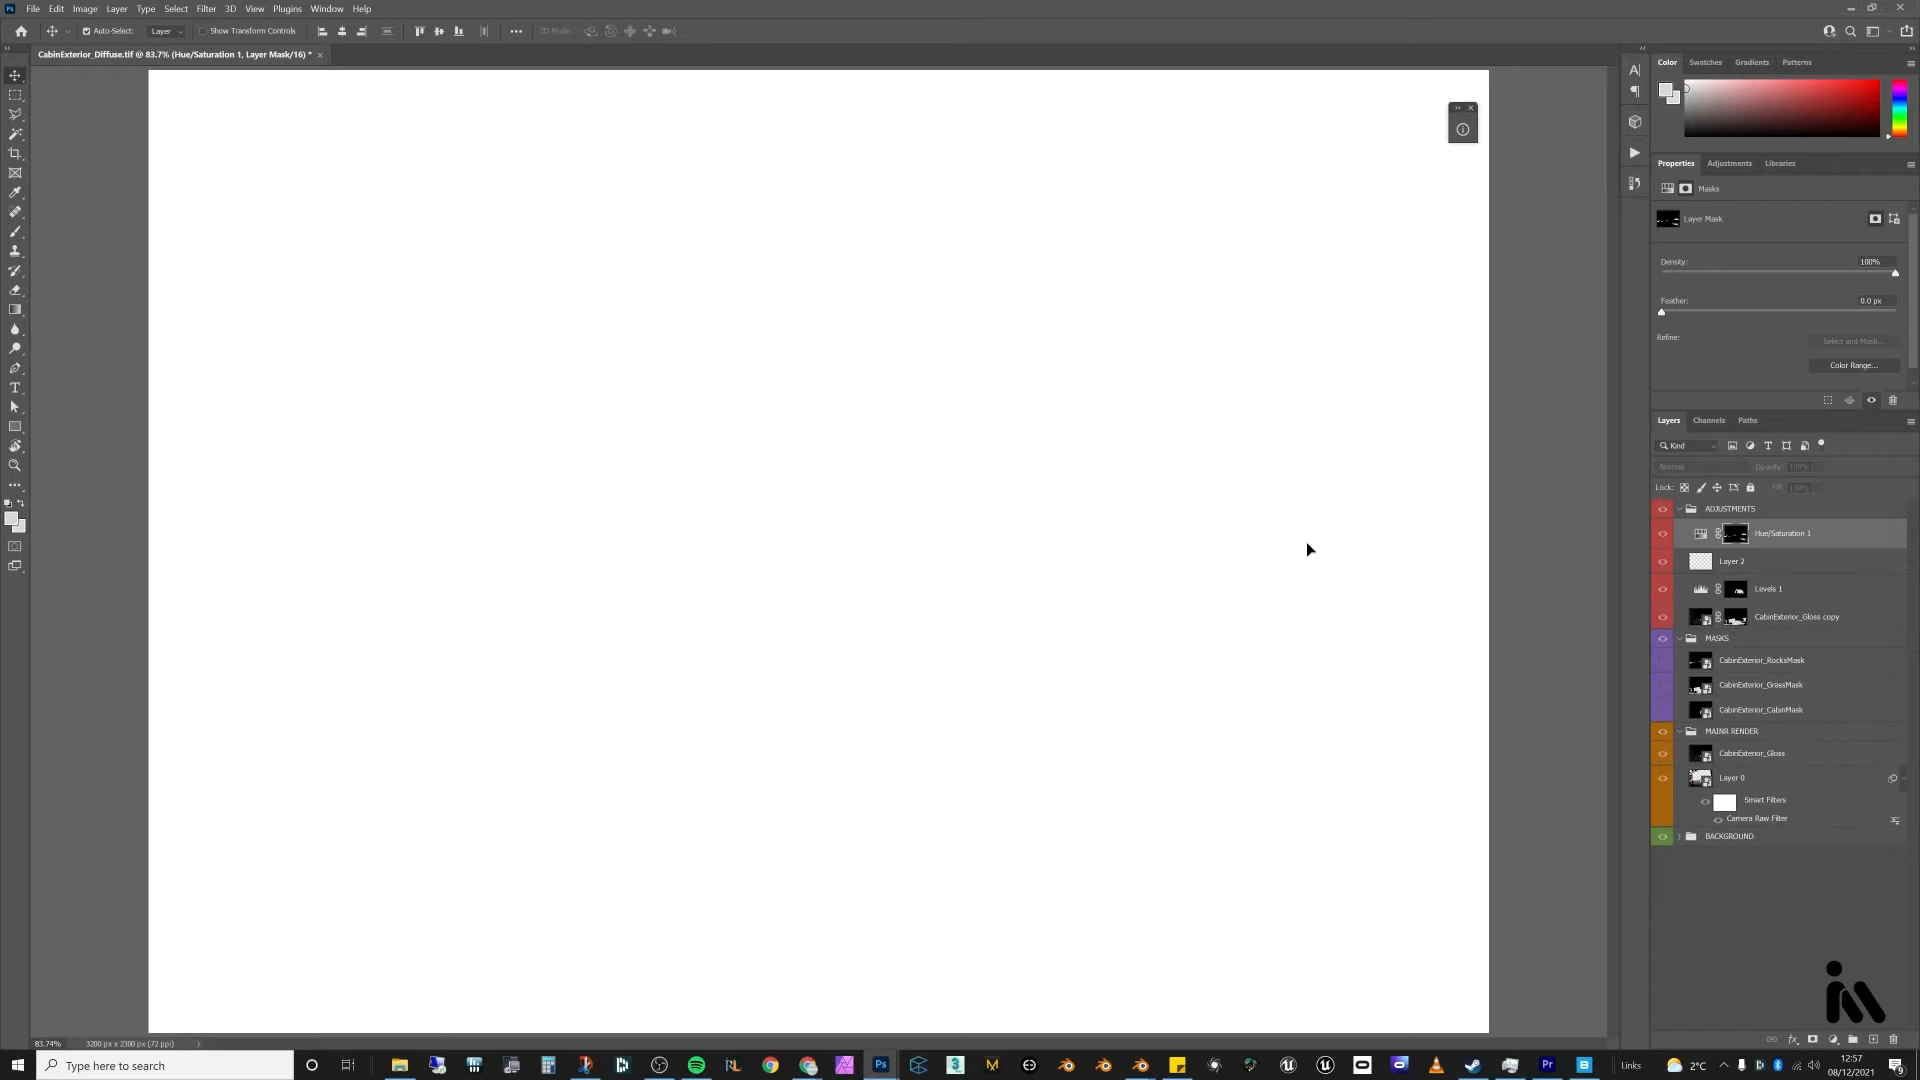 File Edit Image Layer Type Select Filter 3D View Plugins Window Help
Auto-Select: Layer Show Transform Controls 3D Mode:
CabinExterior_Diffuse.tif @ 83.7% (Hue/Saturation 1, Layer Mask/16) *
Color Swatches Gradients Patterns
Properties Adjustments Libraries
Masks
Layer Mask
Density: 100%
Feather: 0.0 px
Refine: Select and Mask...
Color Range...
Layers Channels Paths
Kind
Normal Opacity: 100%
Lock: Fill: 100%
ADJUSTMENTS
Hue/Saturation 1
Layer 2
Levels 1
CabinExterior_Gloss copy
MASKS
CabinExterior_RocksMask
CabinExterior_GrassMask
CabinExterior_CabinMask
MAINR RENDER
CabinExterior_Gloss
Layer 0
Smart Filters
Camera Raw Filter
BACKGROUND
83.74% 3200 px x 2300 px (72 ppi)
Type here to search
Links 2°C 12:57
08/12/2021